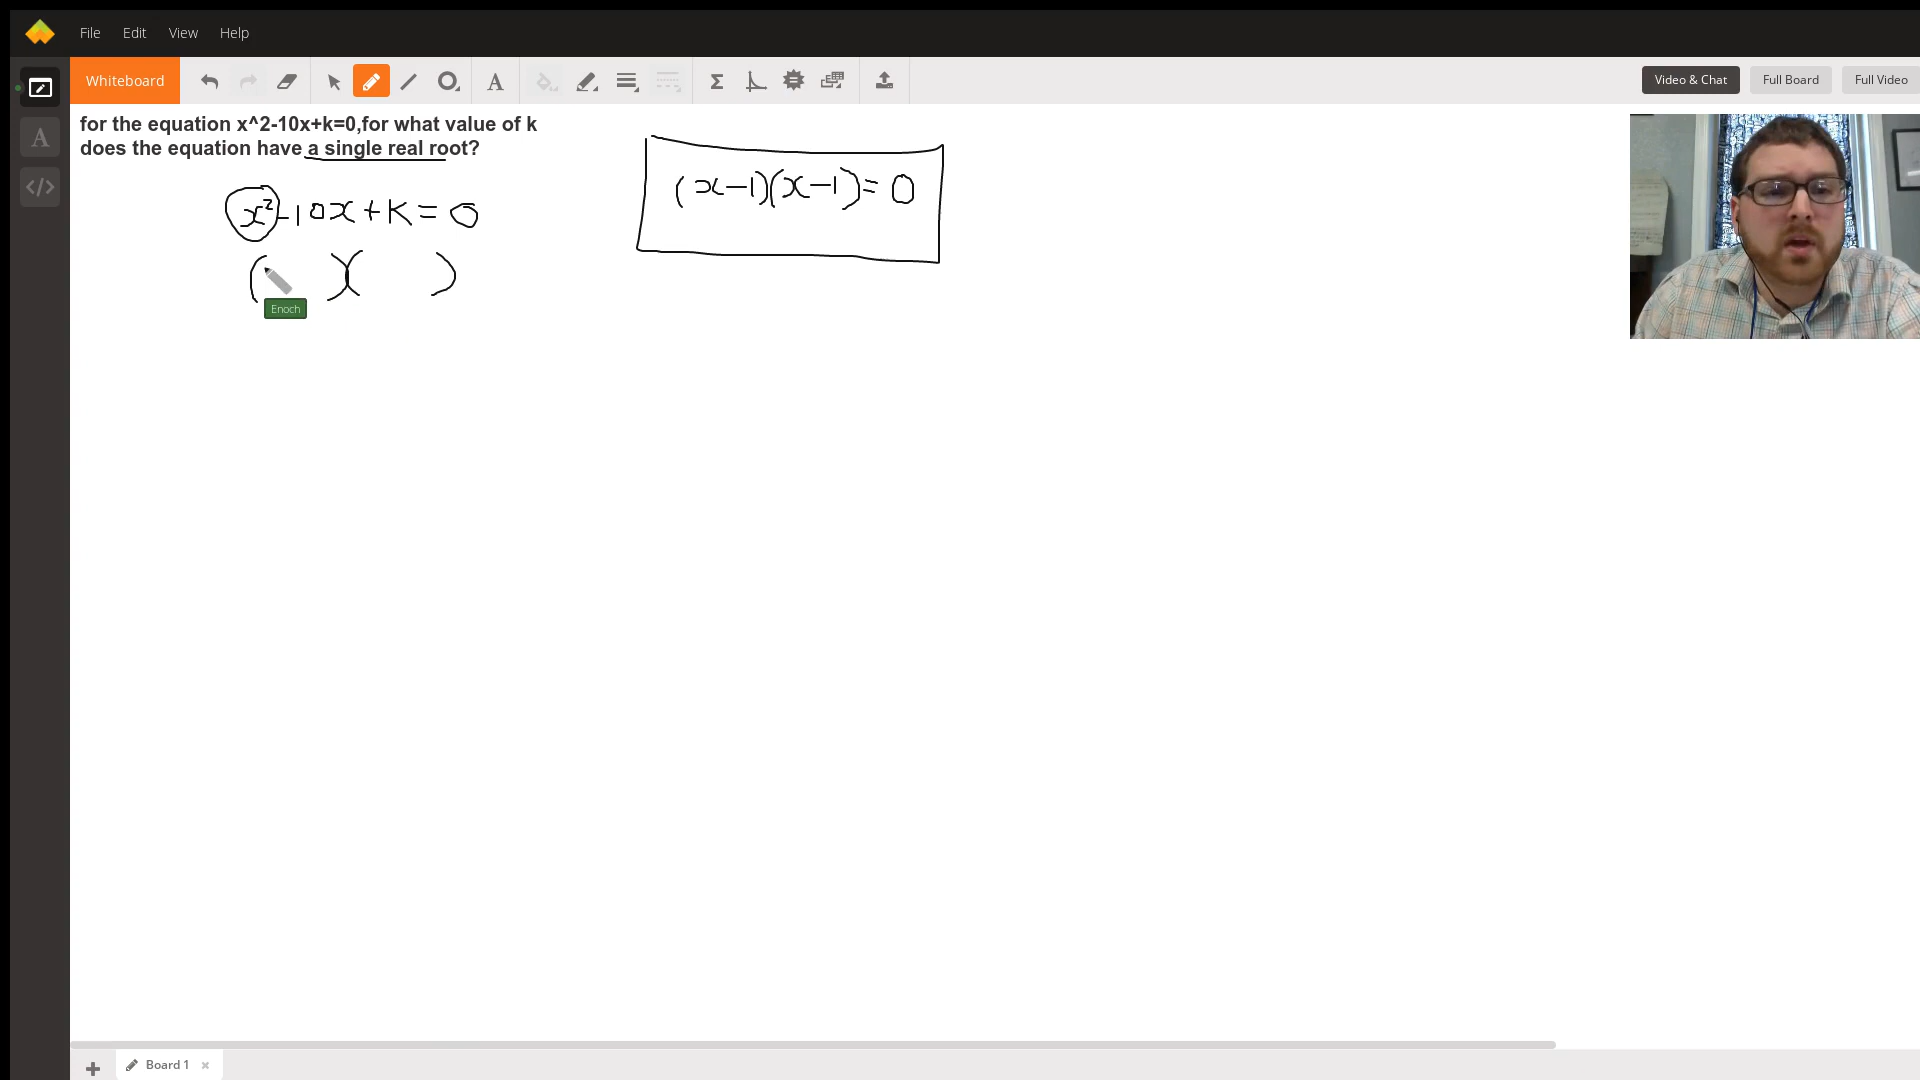 File Edit View Help
Whiteboard
A
Σ
Video & Chat
Full Board
Full Video
A
</>
for the equation x^2-10x+k=0,for what value of k
does the equation have a single real root?
x²-10x+K=0
( )( )
Enoch
(x-1)(x-1)=0
+
Board 1 ×